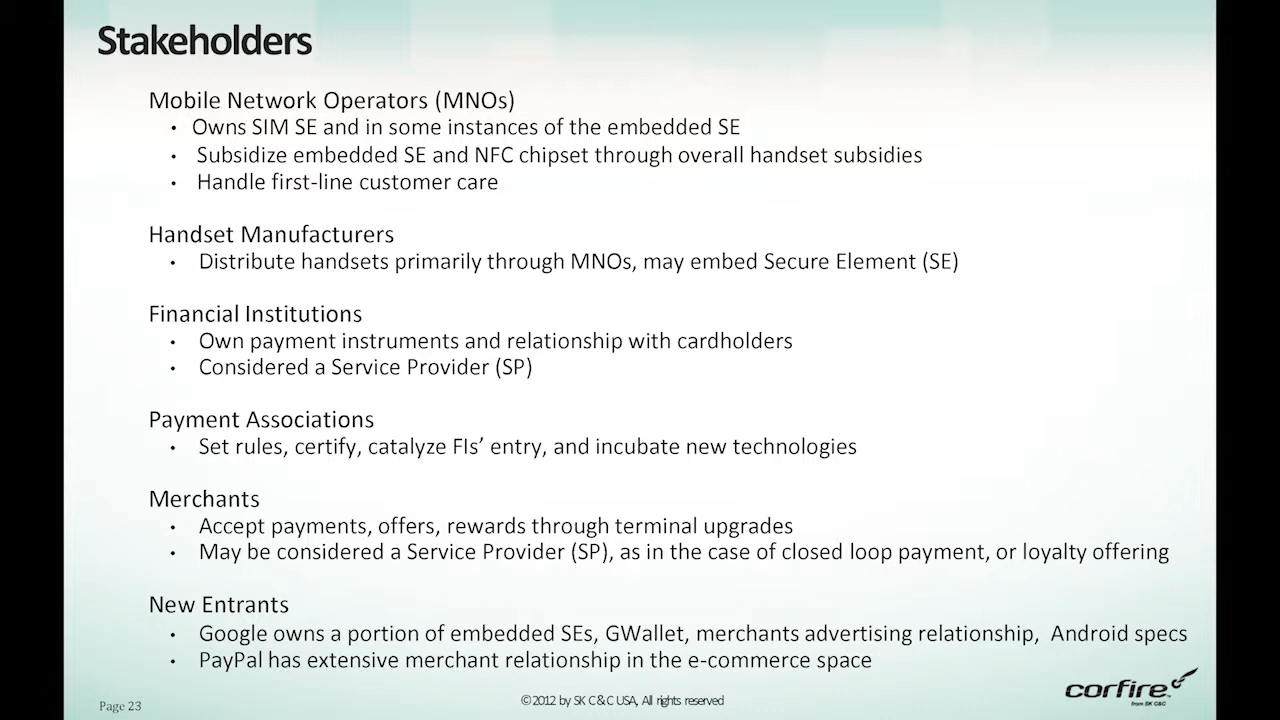 Stakeholders
Mobile Network Operators (MNOs)
• Owns SIM SE and in some instances of the embedded SE
• Subsidize embedded SE and NFC chipset through overall handset subsidies
• Handle first-line customer care
Handset Manufacturers
• Distribute handsets primarily through MNOs, may embed Secure Element (SE)
Financial Institutions
• Own payment instruments and relationship with cardholders
• Considered a Service Provider (SP)
Payment Associations
• Set rules, certify, catalyze FIs’ entry, and incubate new technologies
Merchants
• Accept payments, offers, rewards through terminal upgrades
• May be considered a Service Provider (SP), as in the case of closed loop payment, or loyalty offering
New Entrants
• Google owns a portion of embedded SEs, GWallet, merchants advertising relationship, Android specs
• PayPal has extensive merchant relationship in the e-commerce space
Page 23
©2012 by SK C&C USA, All rights reserved
corfire™
from SK C&C